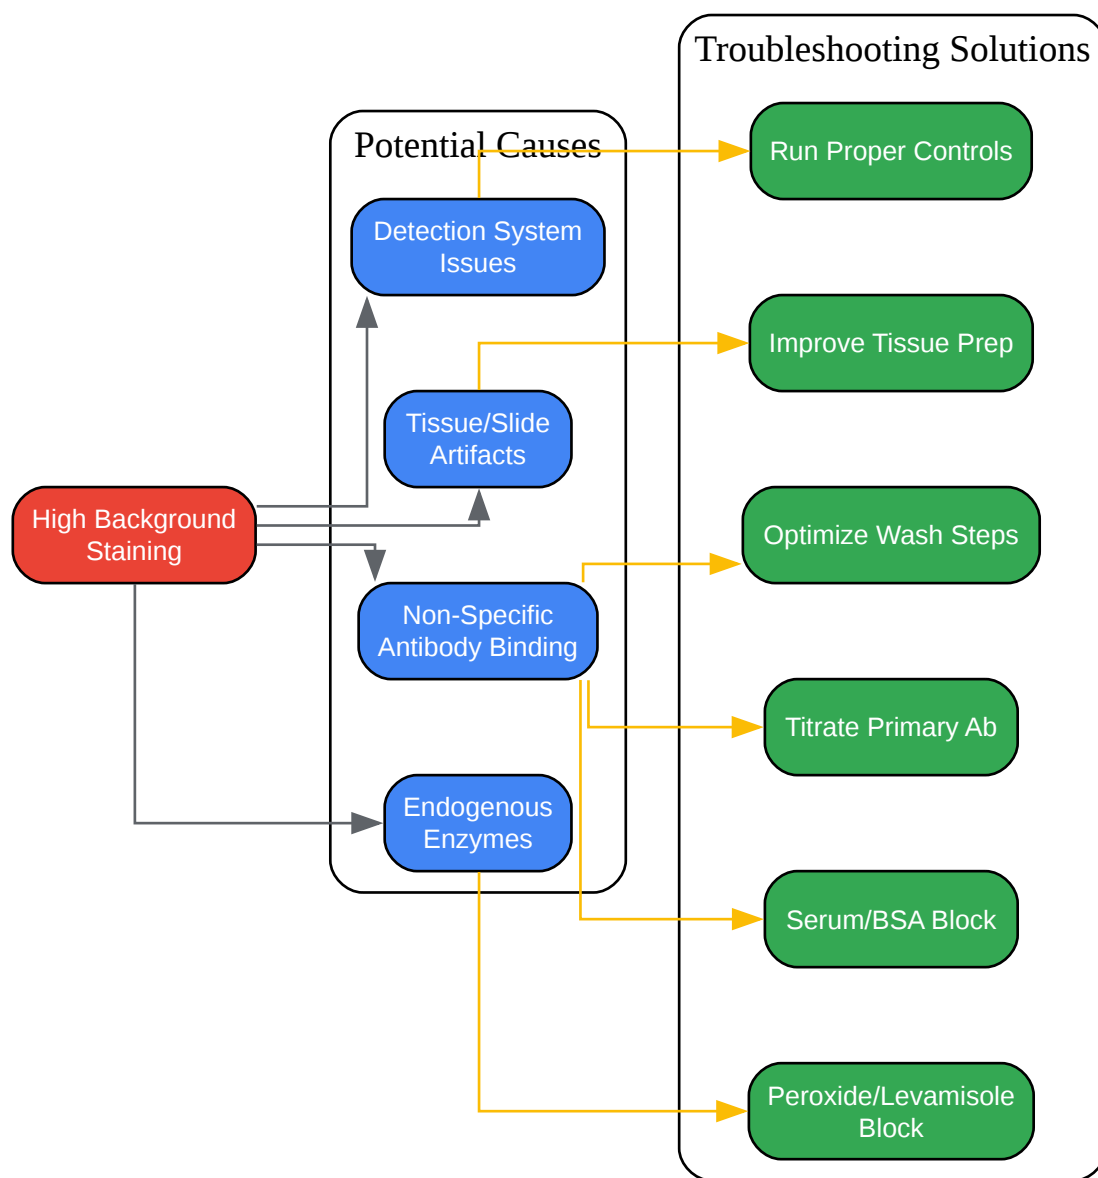 Troubleshooting Solutions
Potential Causes
Run Proper Controls
Detection System
Issues
Improve Tissue Prep
Tissue/Slide
Artifacts
High Background
Staining
Optimize Wash Steps
Non-Specific
Antibody Binding
Titrate Primary Ab
Endogenous
Enzymes
Serum/BSA Block
Peroxide/Levamisole
Block